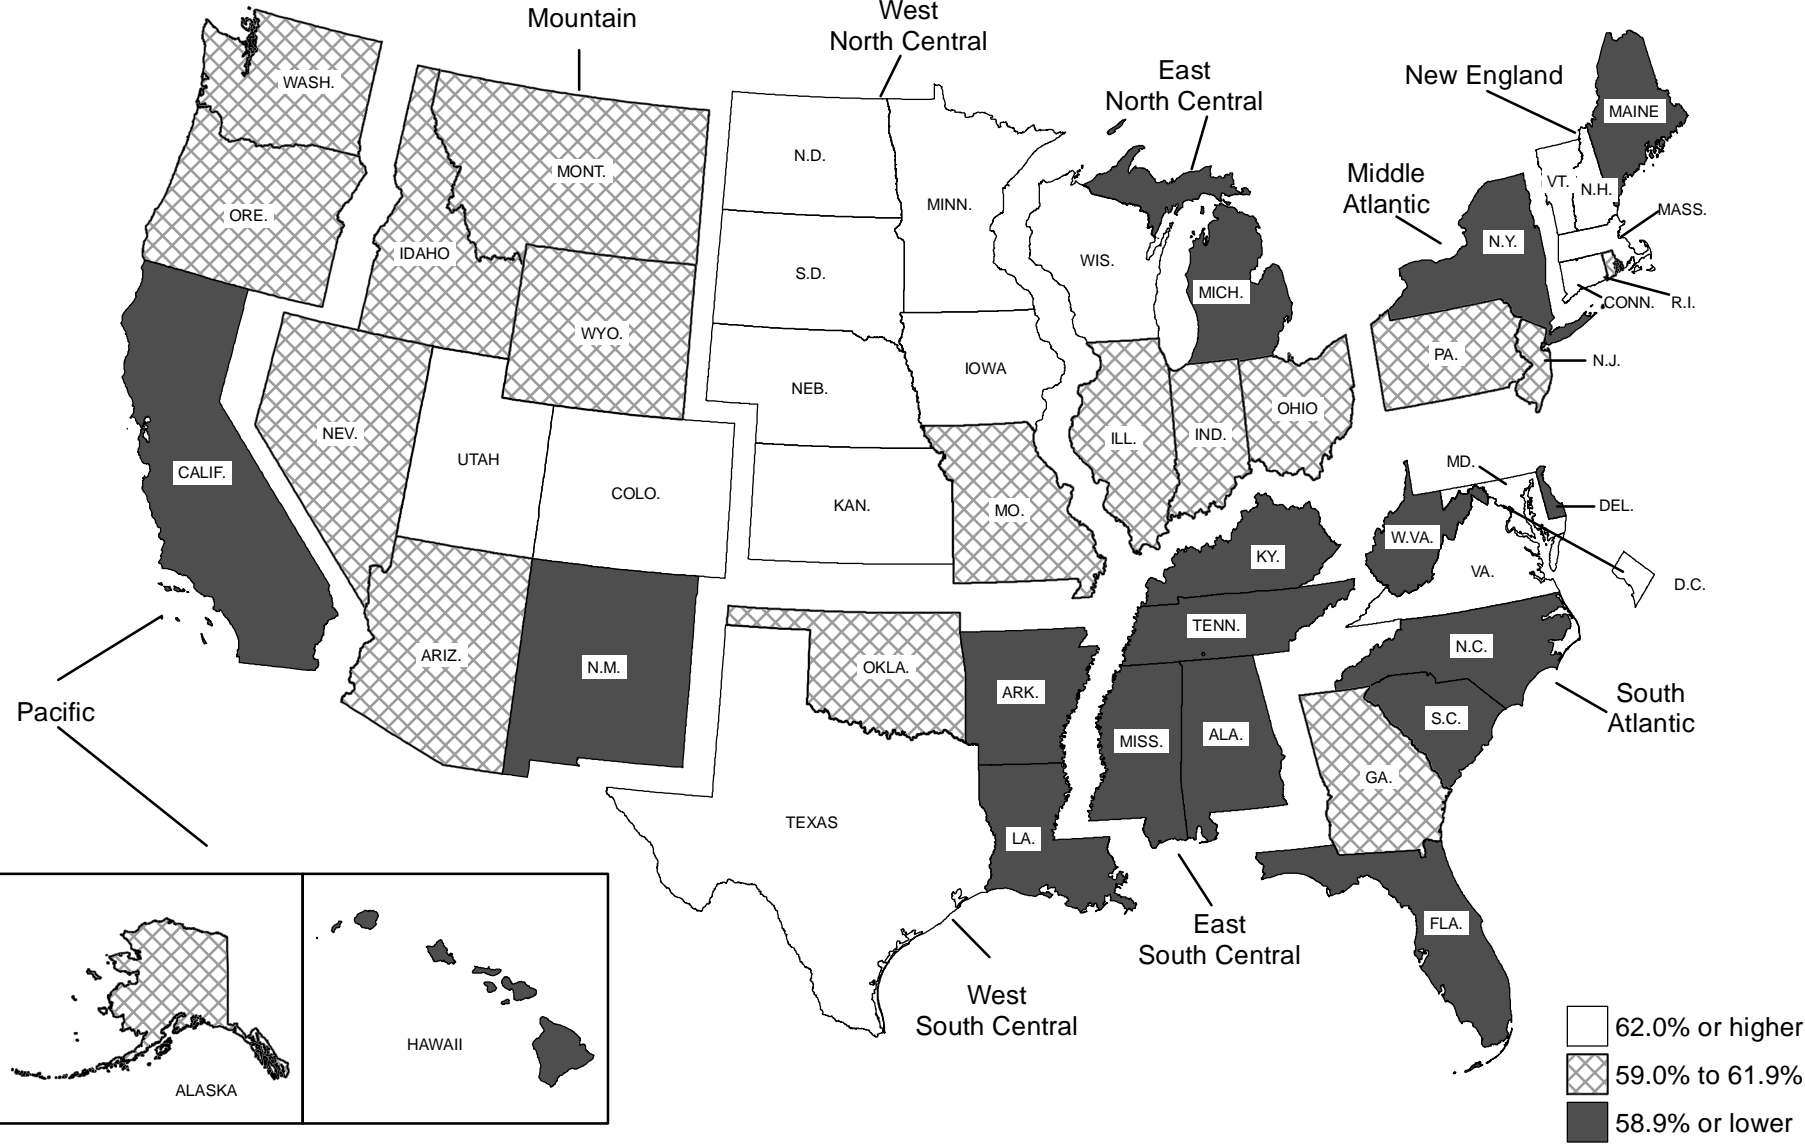 Mountain
West
North Central
East
North Central
New England
Middle
Atlantic
WASH.
MONT.
ORE.
IDAHO
WYO.
NEV.
UTAH
COLO.
CALIF.
ARIZ.
N.M.
N.D.
S.D.
NEB.
KAN.
MINN.
IOWA
MO.
WIS.
MICH.
ILL.
IND.
OHIO
MAINE
VT.
N.H.
MASS.
N.Y.
CONN.
R.I.
PA.
N.J.
MD.
DEL.
W.VA.
VA.
D.C.
KY.
TENN.
N.C.
S.C.
GA.
FLA.
OKLA.
ARK.
MISS.
ALA.
TEXAS
LA.
Pacific
South
Atlantic
East
South Central
West
South Central
ALASKA
HAWAII
62.0% or higher
59.0% to 61.9%
58.9% or lower